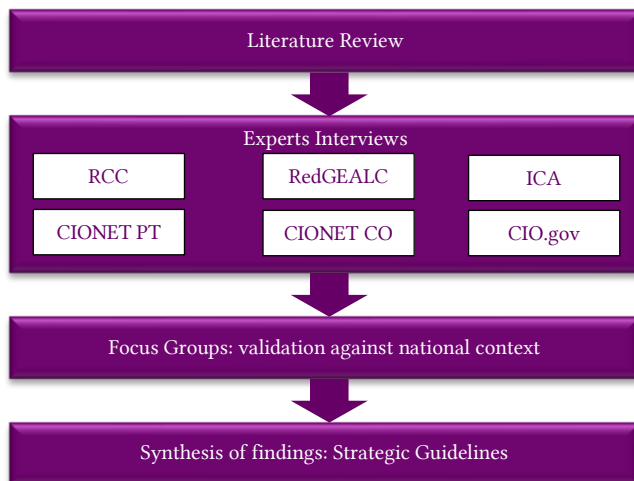 Literature Review
Experts Interviews
RCC
RedGEALC
ICA
CIONET PT
CIONET CO
CIO.gov
Focus Groups: validation against national context
Synthesis of findings: Strategic Guidelines